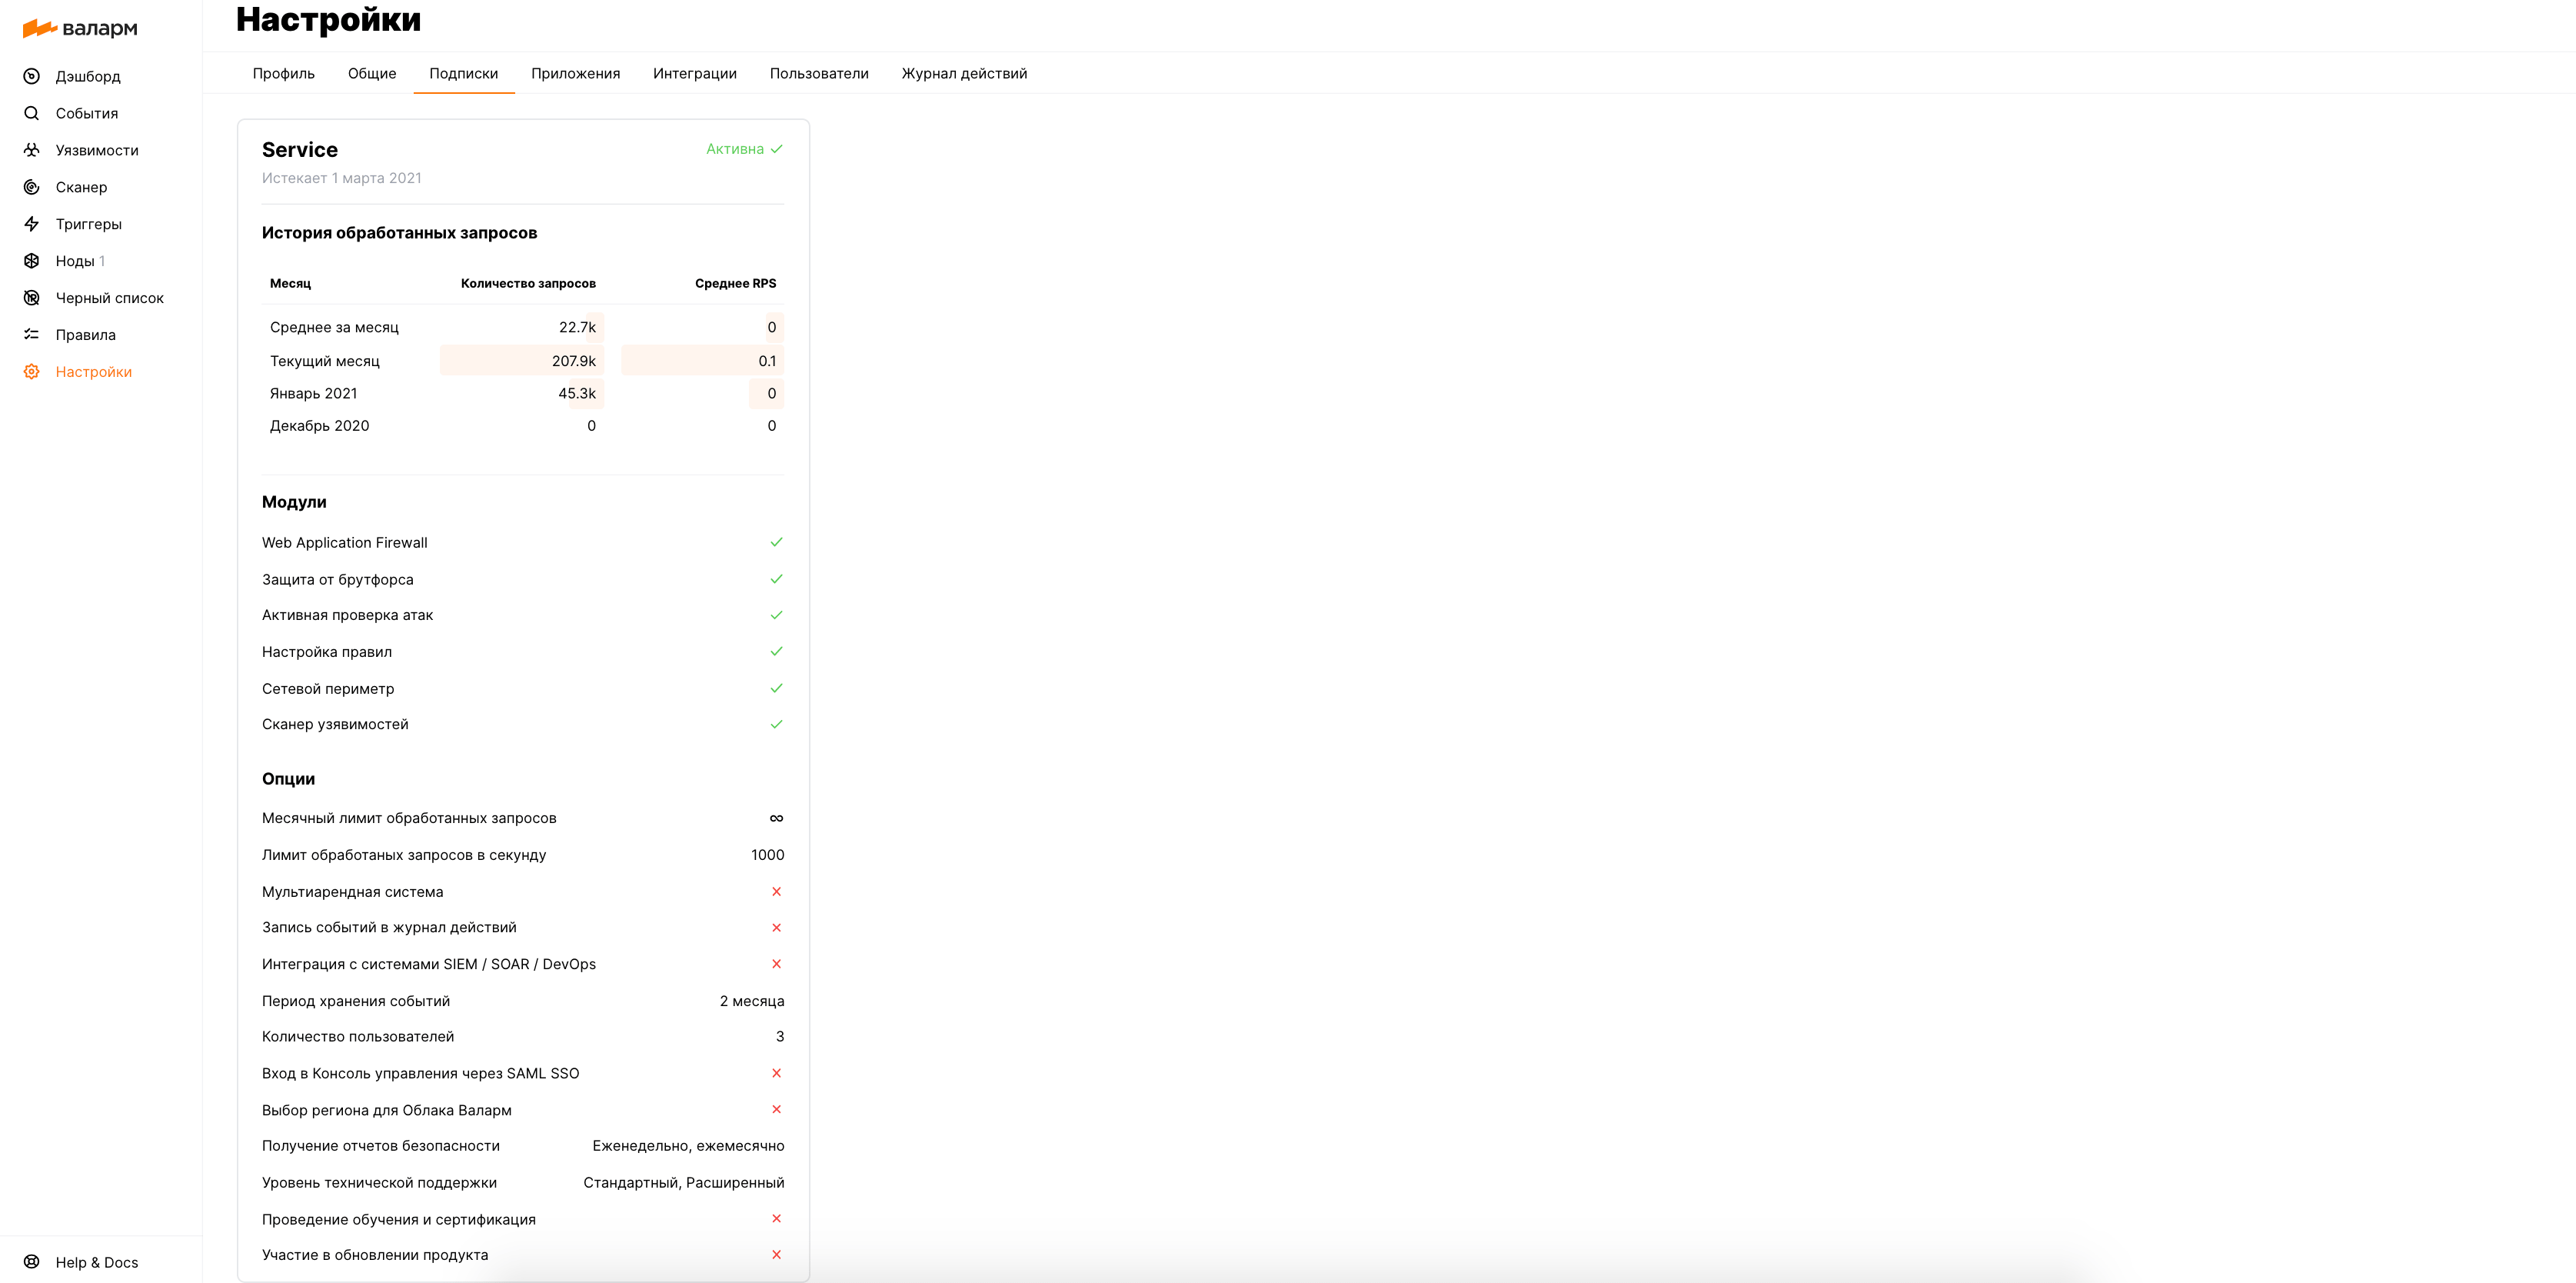 валарм
Дэшборд
События
Уязвимости
Сканер
Триггеры
Ноды 1
Черный список
Правила
Настройки
Help & Docs
Настройки
Профиль Общие Подписки Приложения Интеграции Пользователи Журнал действий
Service Активна
Истекает 1 марта 2021
История обработанных запросов
Месяц Количество запросов Среднее RPS
Среднее за месяц 22.7k 0
Текущий месяц 207.9k 0.1
Январь 2021 45.3k 0
Декабрь 2020 0 0
Модули
Web Application Firewall
Защита от брутфорса
Активная проверка атак
Настройка правил
Сетевой периметр
Сканер узявимостей
Опции
Месячный лимит обработанных запросов ∞
Лимит обработаных запросов в секунду 1000
Мультиарендная система
Запись событий в журнал действий
Интеграция с системами SIEM / SOAR / DevOps
Период хранения событий 2 месяца
Количество пользователей 3
Вход в Консоль управления через SAML SSO
Выбор региона для Облака Валарм
Получение отчетов безопасности Еженедельно, ежемесячно
Уровень технической поддержки Стандартный, Расширенный
Проведение обучения и сертификация
Участие в обновлении продукта